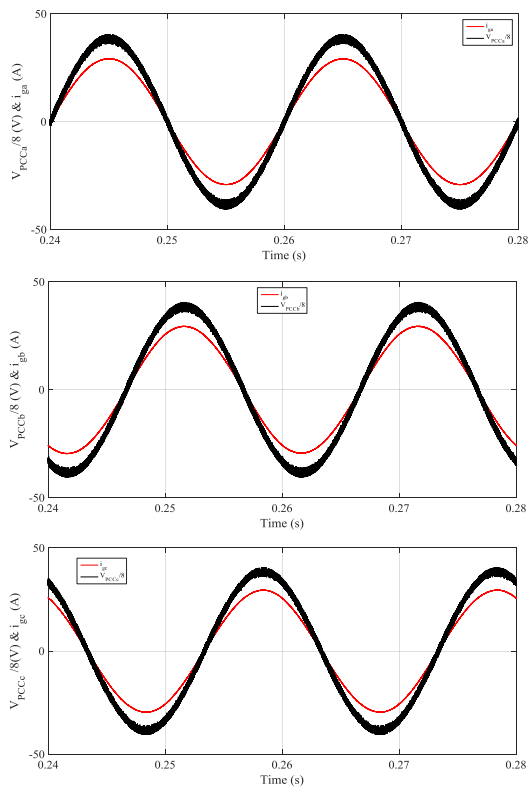 50
i_ga
V_PCCa/8
V_PCCa/8 (V) & i_ga (A)
0
-50
0.24 0.25 0.26 0.27 0.28
Time (s)
50
i_gb
V_PCCb/8
V_PCCb/8 (V) & i_gb (A)
0
-50
0.24 0.25 0.26 0.27 0.28
Time (s)
50
i_gc
V_PCCc/8
V_PCCc /8(V) & i_gc (A)
0
-50
0.24 0.25 0.26 0.27 0.28
Time (s)